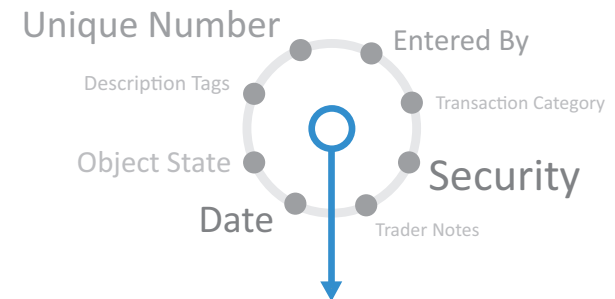 Unique Number
Entered By
Description Tags
Transaction Category
Object State
Security
Date
Trader Notes